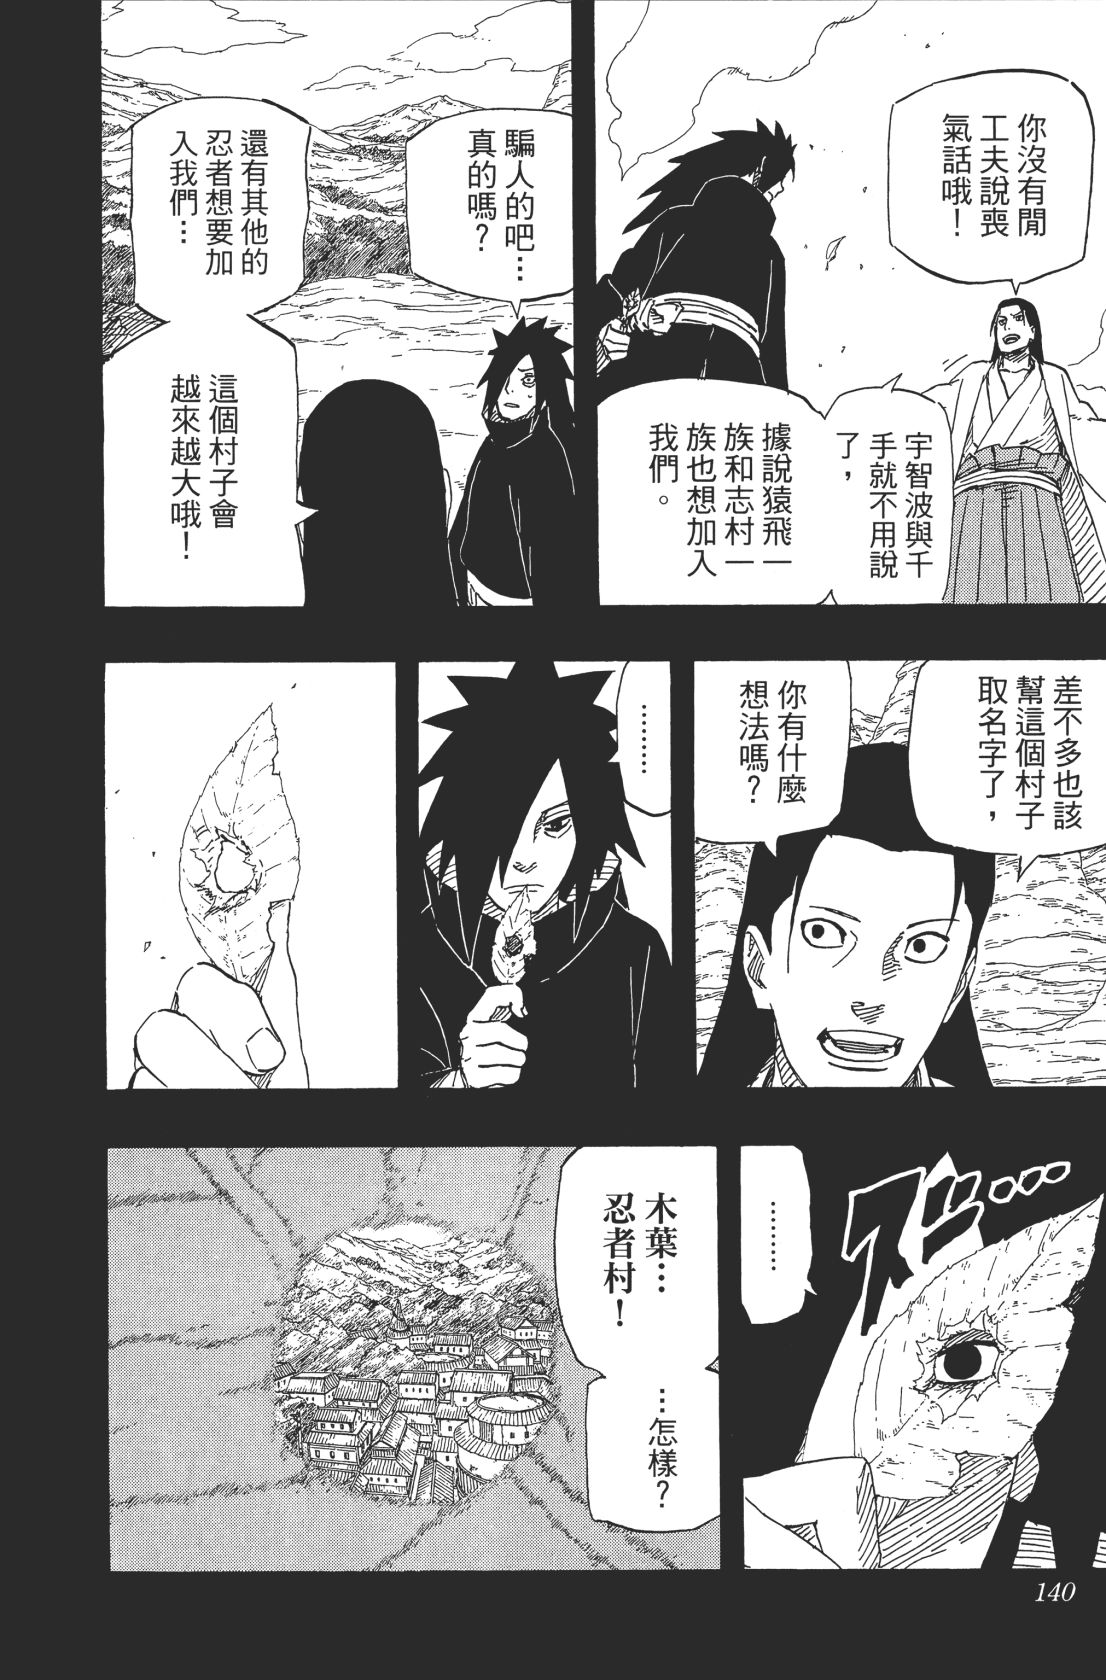 你沒有閒
工夫說喪
氣話哦！
宇智波與千
手就不用說
了，
據說猿飛一
族和志村一
族也想加入
我們。
騙人的吧…
真的嗎？
還有其他的
忍者想要加
入我們…
這個村子會
越來越大哦！
差不多也該
幫這個村子
取名字了，
你有什麼
想法嗎？
………
………
ズズ…
木葉…
忍者村！
…怎樣？
140